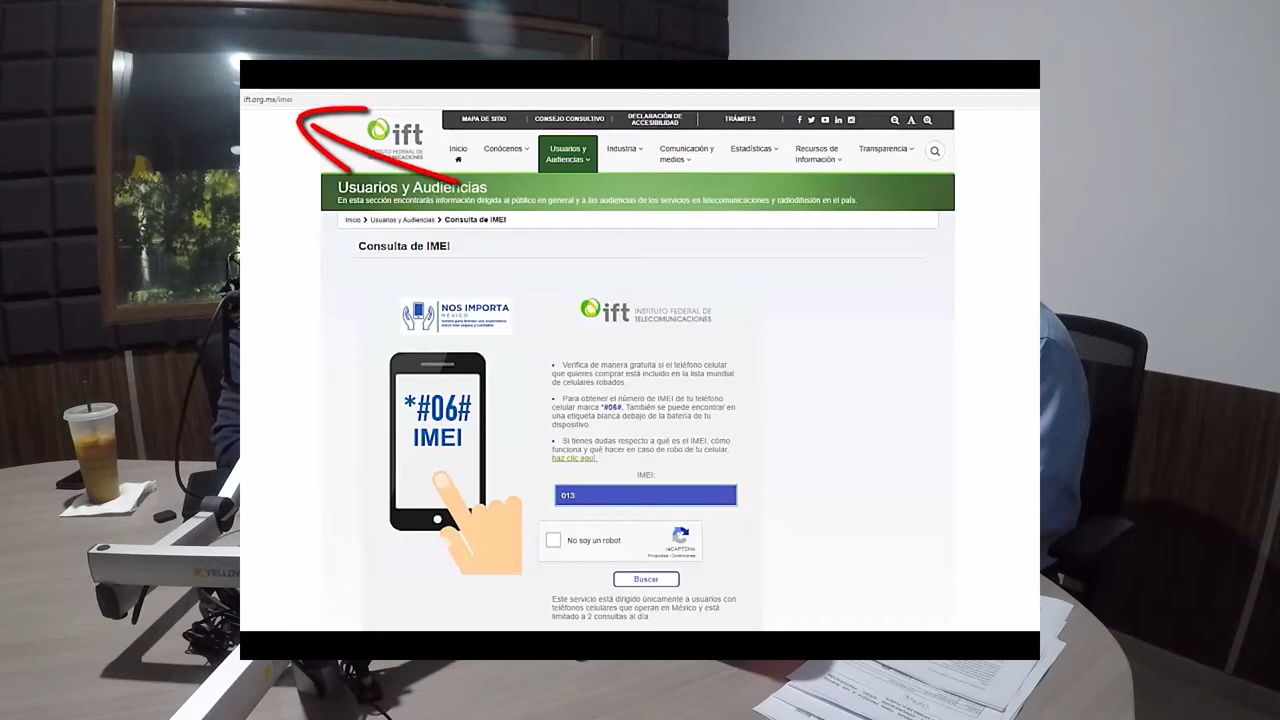 ift.org.mx/imei
MAPA DE SITIO
CONSEJO CONSULTIVO
DECLARACIÓN DE
ACCESIBILIDAD
TRÁMITES
ift
INSTITUTO FEDERAL DE
TELECOMUNICACIONES
Inicio
Conócenos
Usuarios y
Audiencias
Industria
Comunicación y
medios
Estadísticas
Recursos de
Información
Transparencia
Usuarios y Audiencias
En esta sección encontrarás información dirigida al público en general y a las audiencias de los servicios en telecomunicaciones y radiodifusión en el país.
Inicio > Usuarios y Audiencias > Consulta de IMEI
Consulta de IMEI
NOS IMPORTA
MÉXICO
ift INSTITUTO FEDERAL DE
TELECOMUNICACIONES
*#06#
IMEI
• Verifica de manera gratuita si el teléfono celular
que quieres comprar está incluido en la lista mundial
de celulares robados.
• Para obtener el número de IMEI de tu teléfono
celular marca *#06#. También se puede encontrar en
una etiqueta blanca debajo de la batería de tu
dispositivo.
• Si tienes dudas respecto a qué es el IMEI, cómo
funciona y qué hacer en caso de robo de tu celular,
haz clic aquí.
IMEI:
013
No soy un robot
reCAPTCHA
Privacidad - Condiciones
Buscar
Este servicio está dirigido únicamente a usuarios con
teléfonos celulares que operan en México y está
limitado a 2 consultas al día.
YELLOW